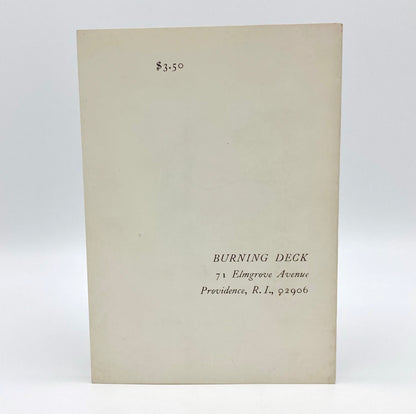 $3.50
BURNING DECK
71 Elmgrove Avenue
Providence, R. I., 02906